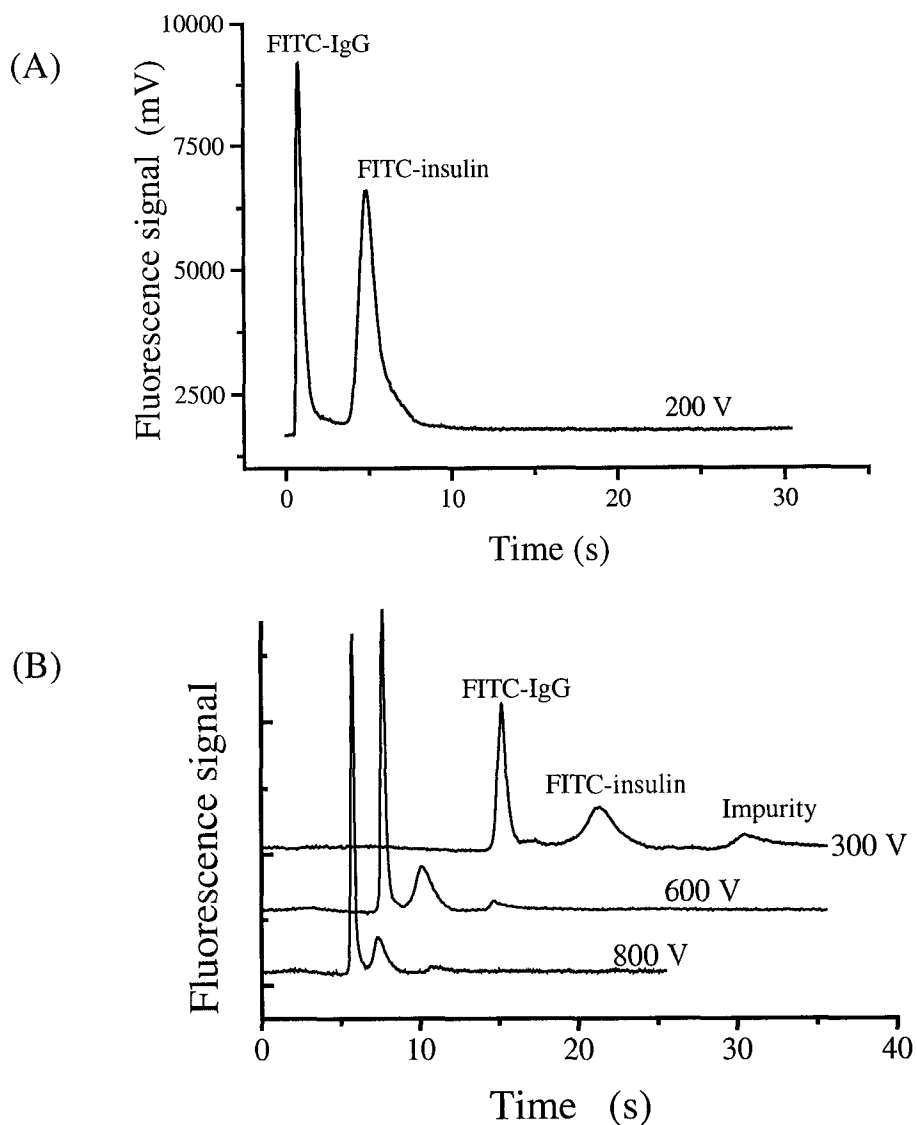 (A)
10000
7500
5000
2500
Fluorescence signal (mV)
FITC-IgG
FITC-insulin
200 V
0 10 20 30
Time (s)
(B)
Fluorescence signal
FITC-IgG
FITC-insulin
Impurity
300 V
600 V
800 V
0 10 20 30 40
Time (s)